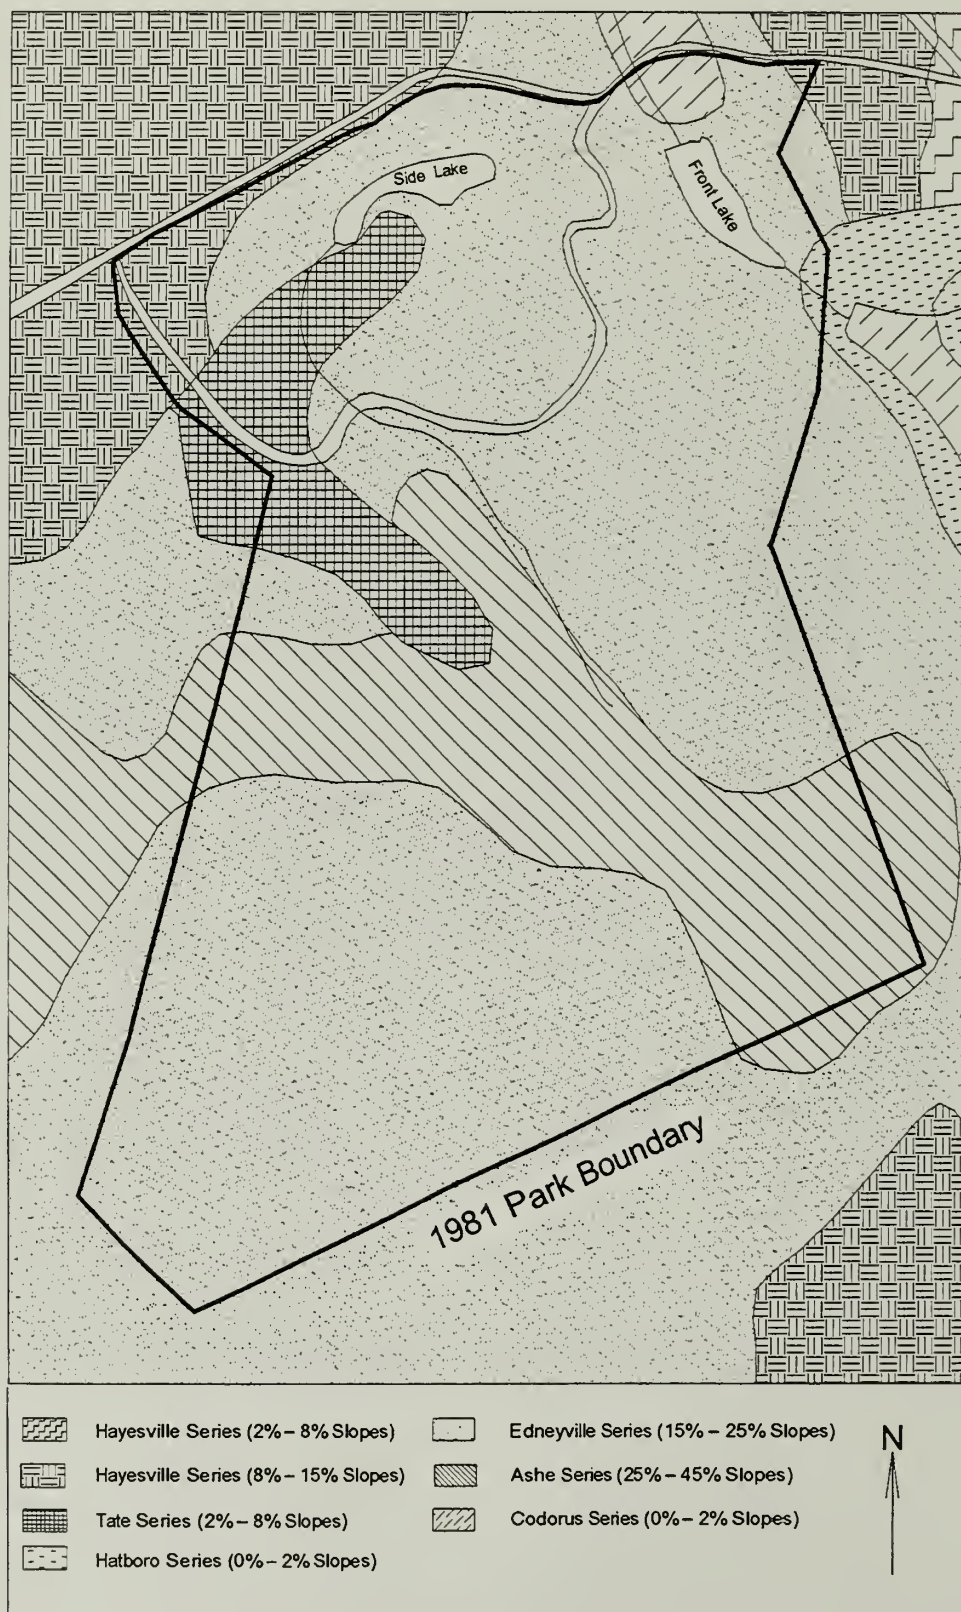 Side Lake
Front Lake
1981 Park Boundary
Hayesville Series (2% – 8% Slopes)
Hayesville Series (8% – 15% Slopes)
Tate Series (2% – 8% Slopes)
Hatboro Series (0% – 2% Slopes)
Edneyville Series (15% – 25% Slopes)
Ashe Series (25% – 45% Slopes)
Codorus Series (0% – 2% Slopes)
N